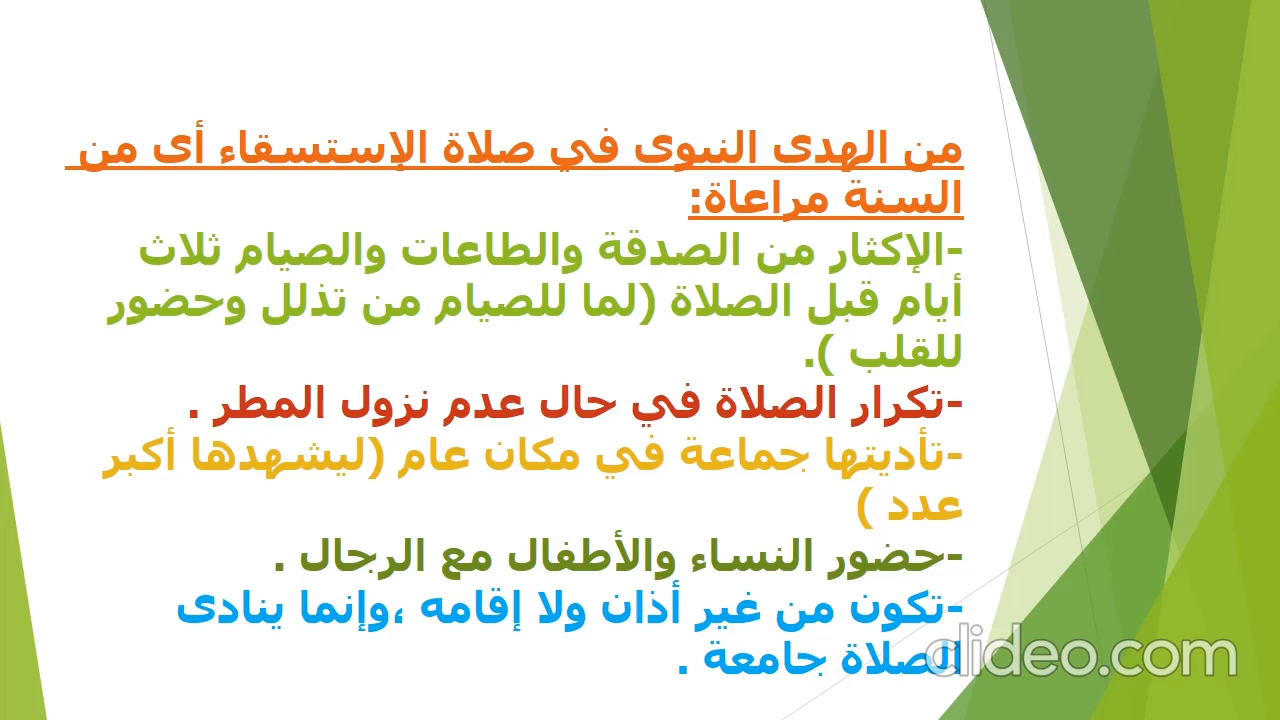 من الهدى النبوى في صلاة الإستسقاء أى من
السنة مراعاة:
-الإكثار من الصدقة والطاعات والصيام ثلاث
أيام قبل الصلاة (لما للصيام من تذلل وحضور
للقلب ).
-تكرار الصلاة في حال عدم نزول المطر .
-تأديتها جماعة في مكان عام (ليشهدها أكبر
عدد )
-حضور النساء والأطفال مع الرجال .
-تكون من غير أذان ولا إقامه ،وإنما ينادى
الصلاة جامعة .
clideo.com